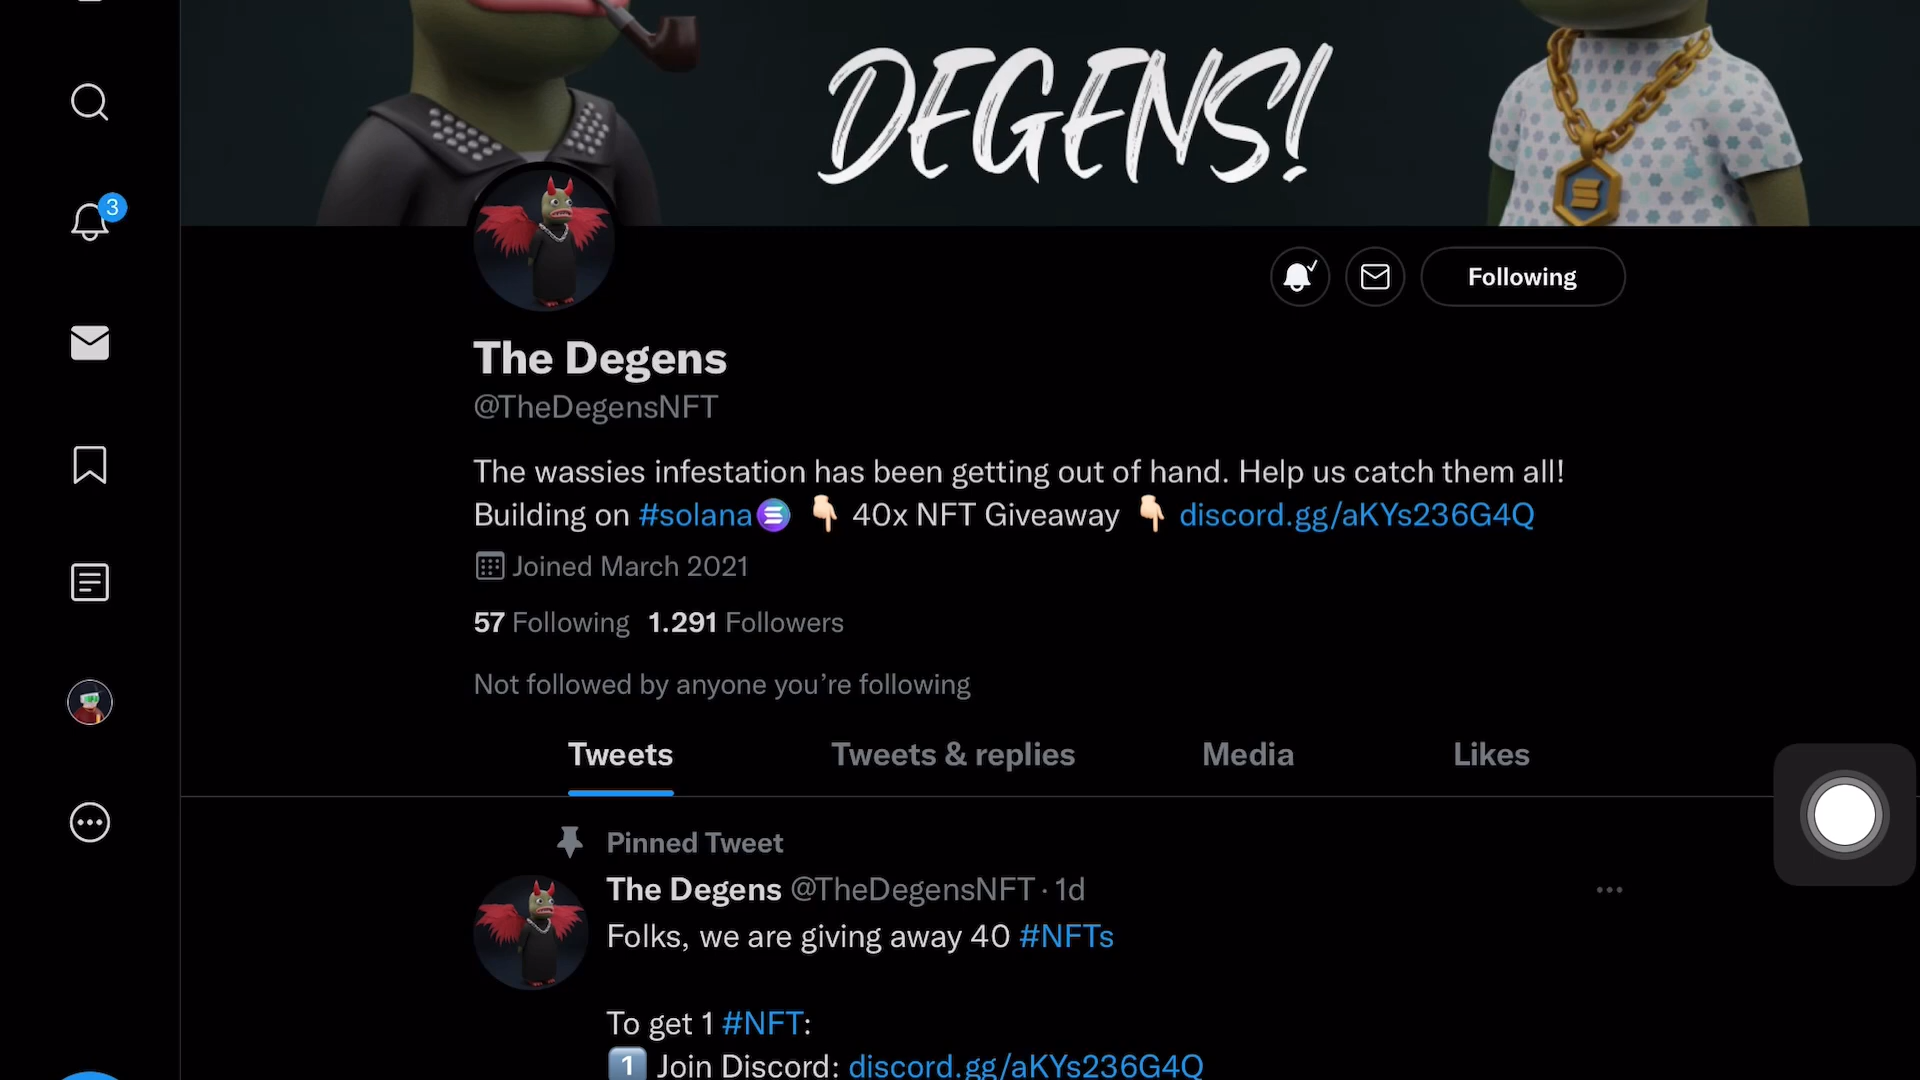 DEGENS!
3
Following
The Degens
@TheDegensNFT
The wassies infestation has been getting out of hand. Help us catch them all!
Building on #solana 👇🏻 40x NFT Giveaway 👇🏻 discord.gg/aKYs236G4Q
Joined March 2021
57 Following 1.291 Followers
Not followed by anyone you're following
Tweets Tweets & replies Media Likes
Pinned Tweet
The Degens @TheDegensNFT · 1d
Folks, we are giving away 40 #NFTs
To get 1 #NFT:
1️⃣ Join Discord: discord.gg/aKYs236G4Q